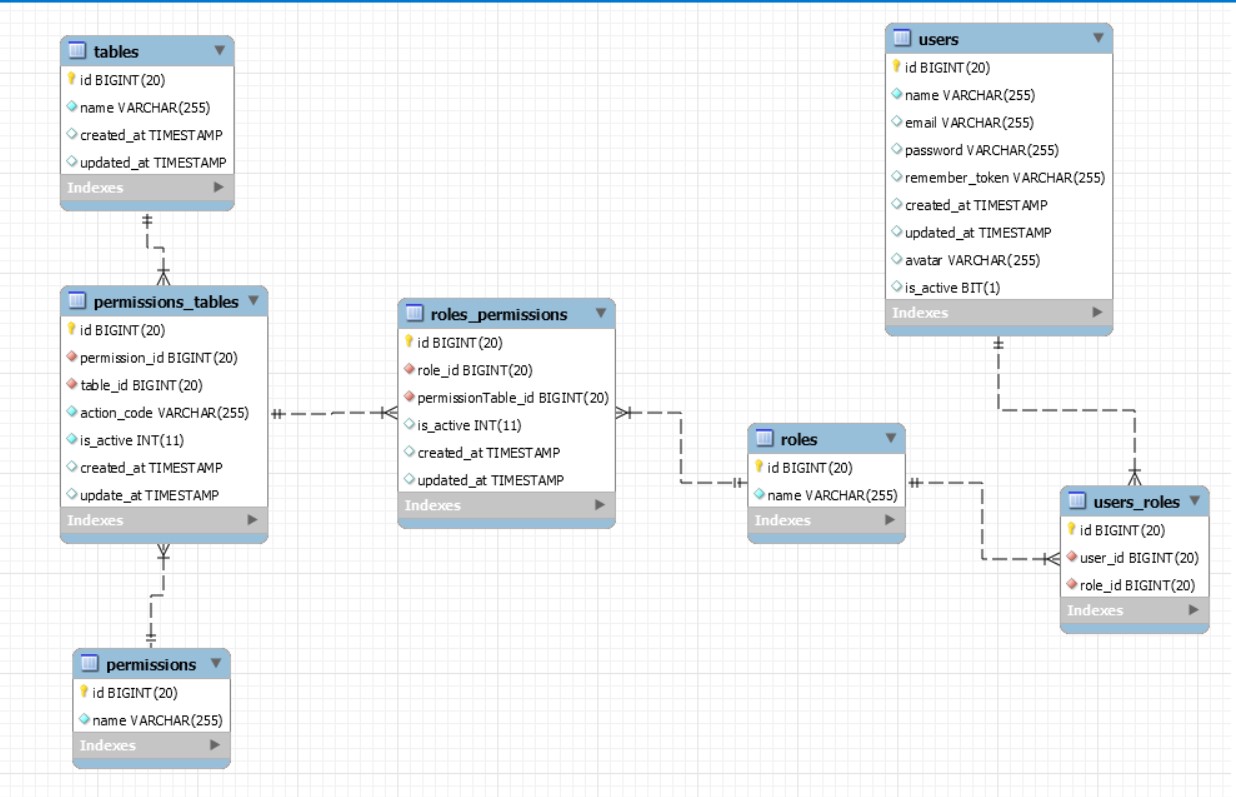 tables
id BIGINT(20)
name VARCHAR(255)
created_at TIMESTAMP
updated_at TIMESTAMP
Indexes
users
id BIGINT(20)
name VARCHAR(255)
email VARCHAR(255)
password VARCHAR(255)
remember_token VARCHAR(255)
created_at TIMESTAMP
updated_at TIMESTAMP
avatar VARCHAR(255)
is_active BIT(1)
Indexes
permissions_tables
id BIGINT(20)
permission_id BIGINT(20)
table_id BIGINT(20)
action_code VARCHAR(255)
is_active INT(11)
created_at TIMESTAMP
update_at TIMESTAMP
Indexes
roles_permissions
id BIGINT(20)
role_id BIGINT(20)
permissionTable_id BIGINT(20)
is_active INT(11)
created_at TIMESTAMP
updated_at TIMESTAMP
Indexes
roles
id BIGINT(20)
name VARCHAR(255)
Indexes
users_roles
id BIGINT(20)
user_id BIGINT(20)
role_id BIGINT(20)
Indexes
permissions
id BIGINT(20)
name VARCHAR(255)
Indexes